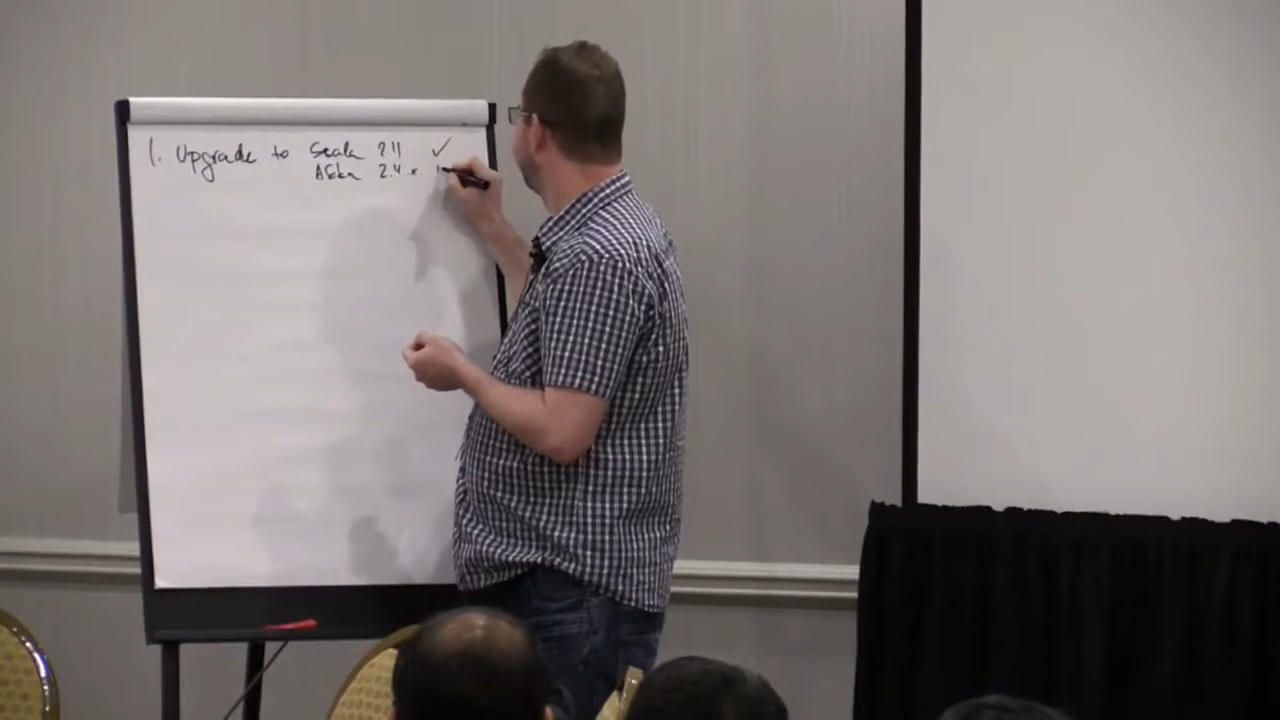 1. Upgrade to Scala 2.11 ✓
Akka 2.4.x